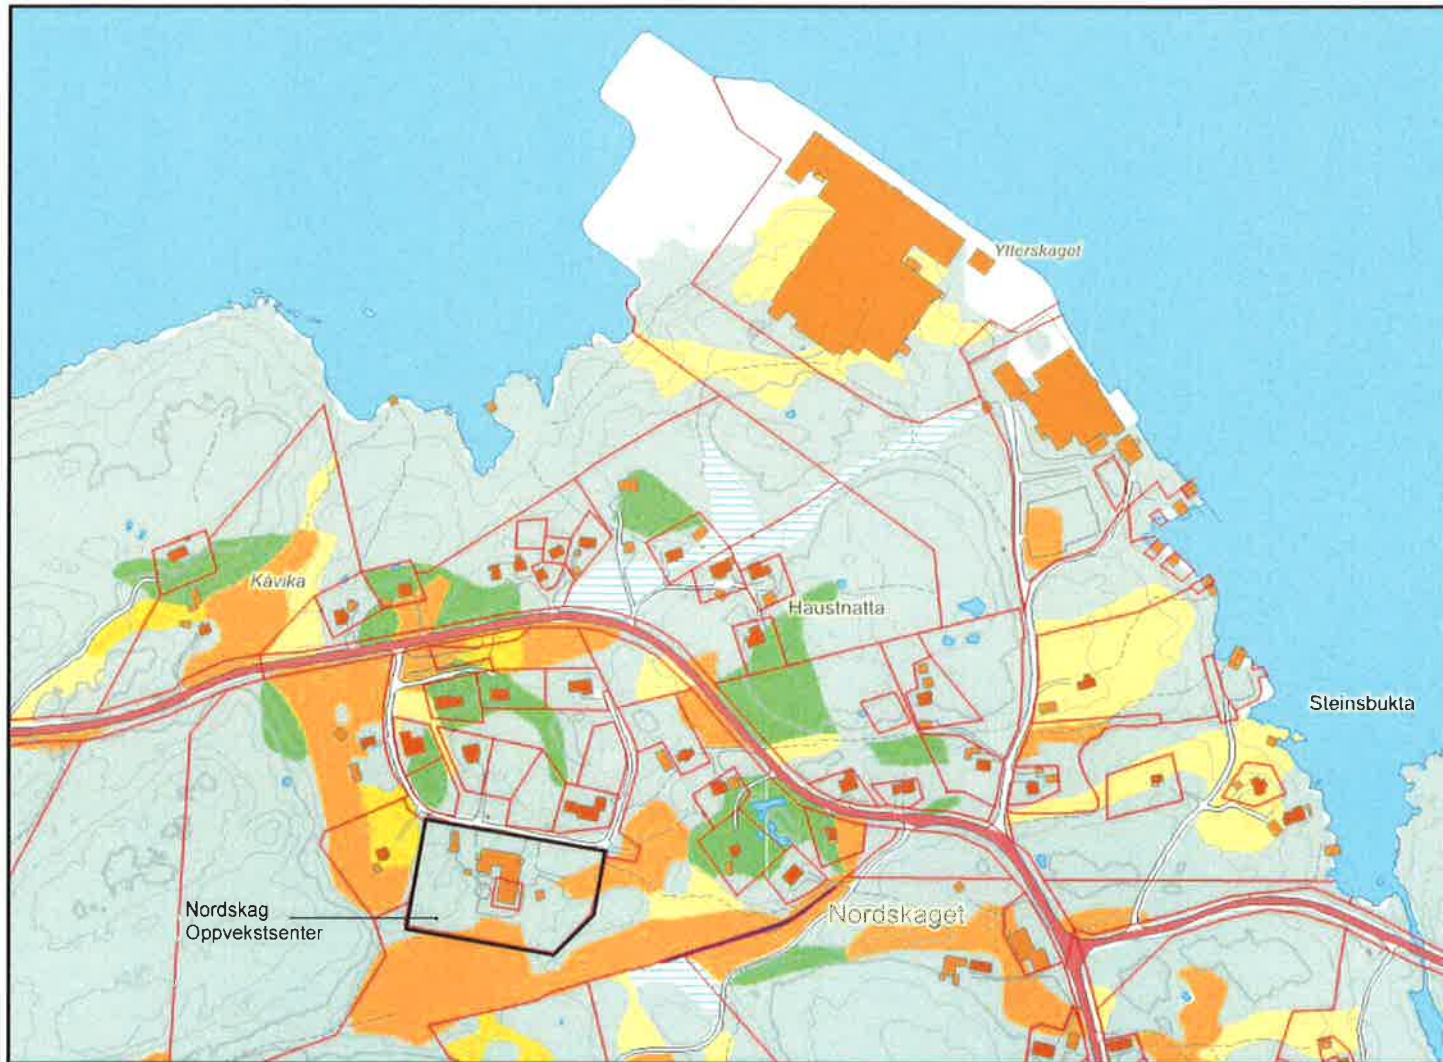 Ytterskaget
Kåvika
Haustnatta
Steinsbukta
Nordskag
Oppvekstsenter
Nordskaget